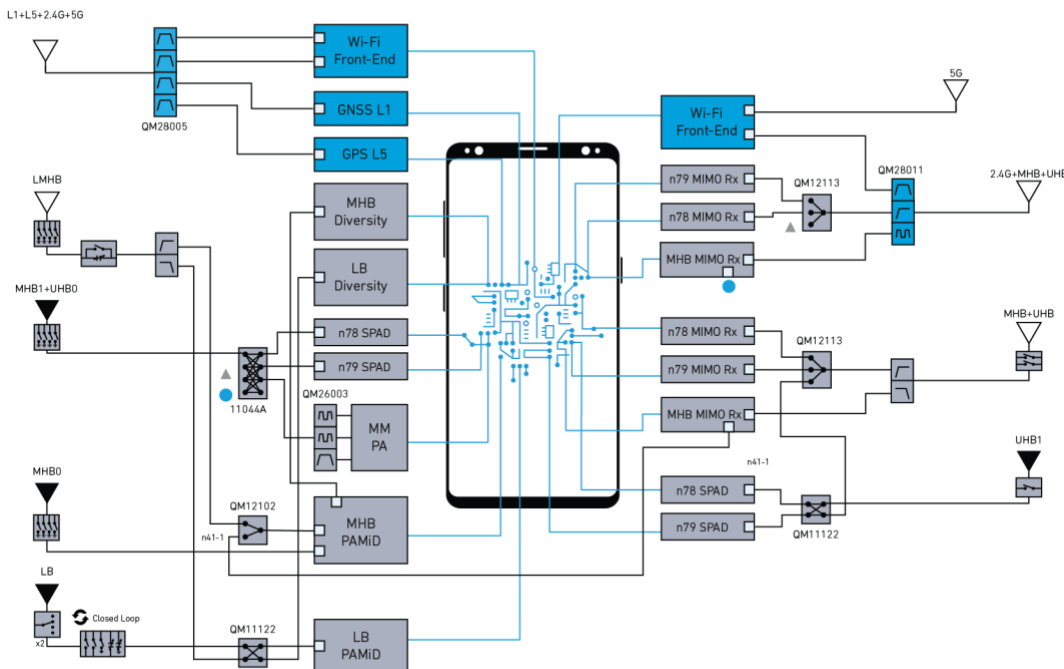 L1+L5+2.4G+5G
QM28005
Wi-Fi
Front-End
GNSS L1
GPS L5
LMHB
MHB
Diversity
LB
Diversity
MHB1+UHB0
n78 SPAD
n79 SPAD
11044A
QM26003
MM
PA
MHB0
QM12102
n41-1
MHB
PAMiD
LB
x2
Closed Loop
QM11122
LB
PAMiD
5G
Wi-Fi
Front-End
n79 MIMO Rx
QM12113
QM28011
2.4G+MHB+UHB
n78 MIMO Rx
MHB MIMO Rx
MHB+UHB
n78 MIMO Rx
QM12113
n79 MIMO Rx
MHB MIMO Rx
n41-1
UHB1
n78 SPAD
n79 SPAD
QM11122